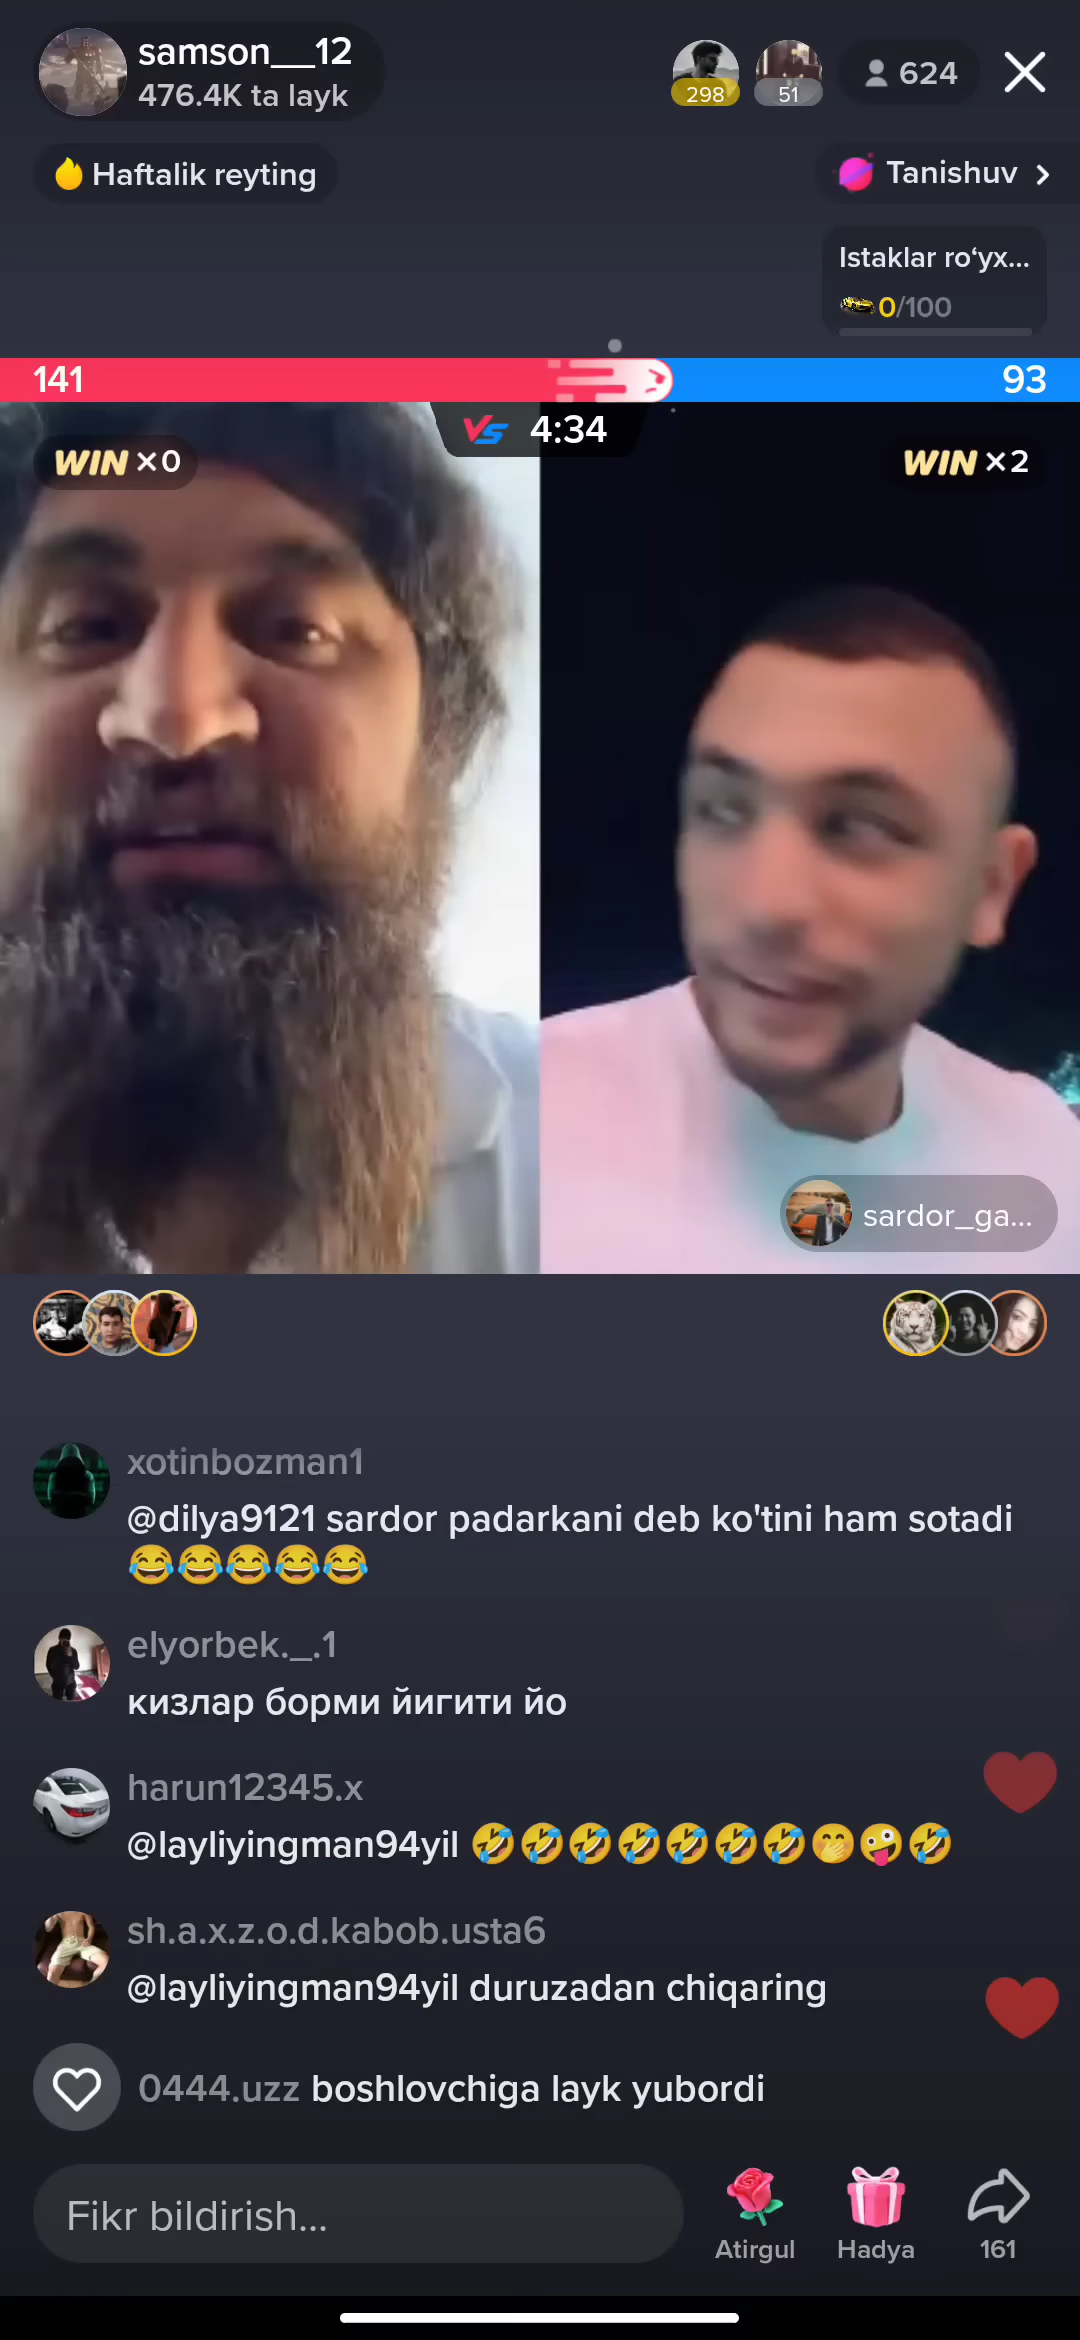 samson__12
476.4K ta layk
298
51
624
Haftalik reyting
Tanishuv
Istaklar roʻyx...
0/100
141
93
VS 4:34
WIN ×0
WIN ×2
sardor_ga...
xotinbozman1
@dilya9121 sardor padarkani deb ko'tini ham sotadi
😂😂😂😂😂
elyorbek._.1
кизлар борми йигити йо
harun12345.x
@layliyingman94yil 🤣🤣🤣🤣🤣🤣🤣🤭🤪🤣
sh.a.x.z.o.d.kabob.usta6
@layliyingman94yil duruzadan chiqaring
0444.uzz boshlovchiga layk yubordi
Fikr bildirish...
Atirgul
Hadya
161